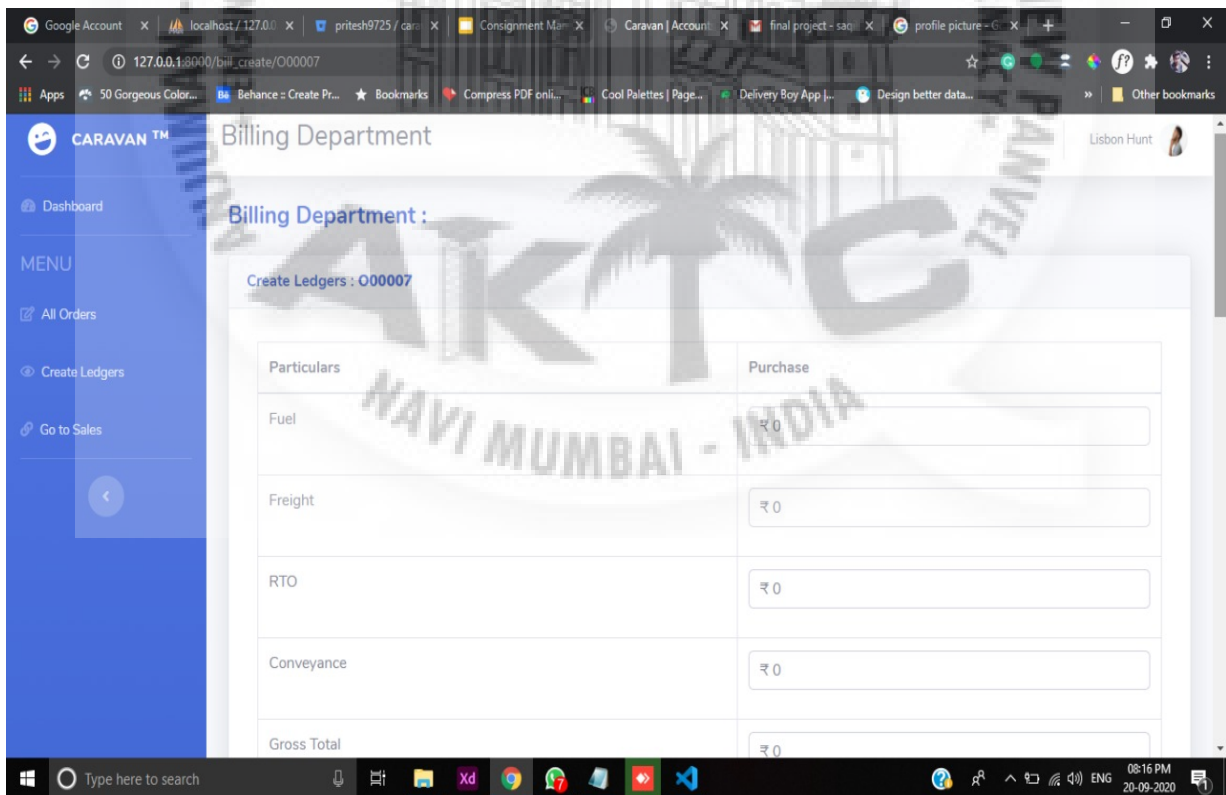 Google Account localhost / 127.0.0 pritesh9725 / cara Consignment Man Caravan | Account final project - saq profile picture - G
127.0.0.1:8000/bill_create/O00007
Apps 50 Gorgeous Color... Behance :: Create Pr... Bookmarks Compress PDF onli... Cool Palettes | Page... Delivery Boy App |... Design better data... » Other bookmarks
CARAVAN ™
Billing Department
Lisbon Hunt
Dashboard
MENU
All Orders
Create Ledgers
Go to Sales
Billing Department :
Create Ledgers : O00007
Particulars Purchase
Fuel ₹ 0
Freight ₹ 0
RTO ₹ 0
Conveyance ₹ 0
Gross Total ₹ 0
AKTC
NAVI MUMBAI - INDIA
PANVEL
Type here to search
ENG
08:16 PM
20-09-2020